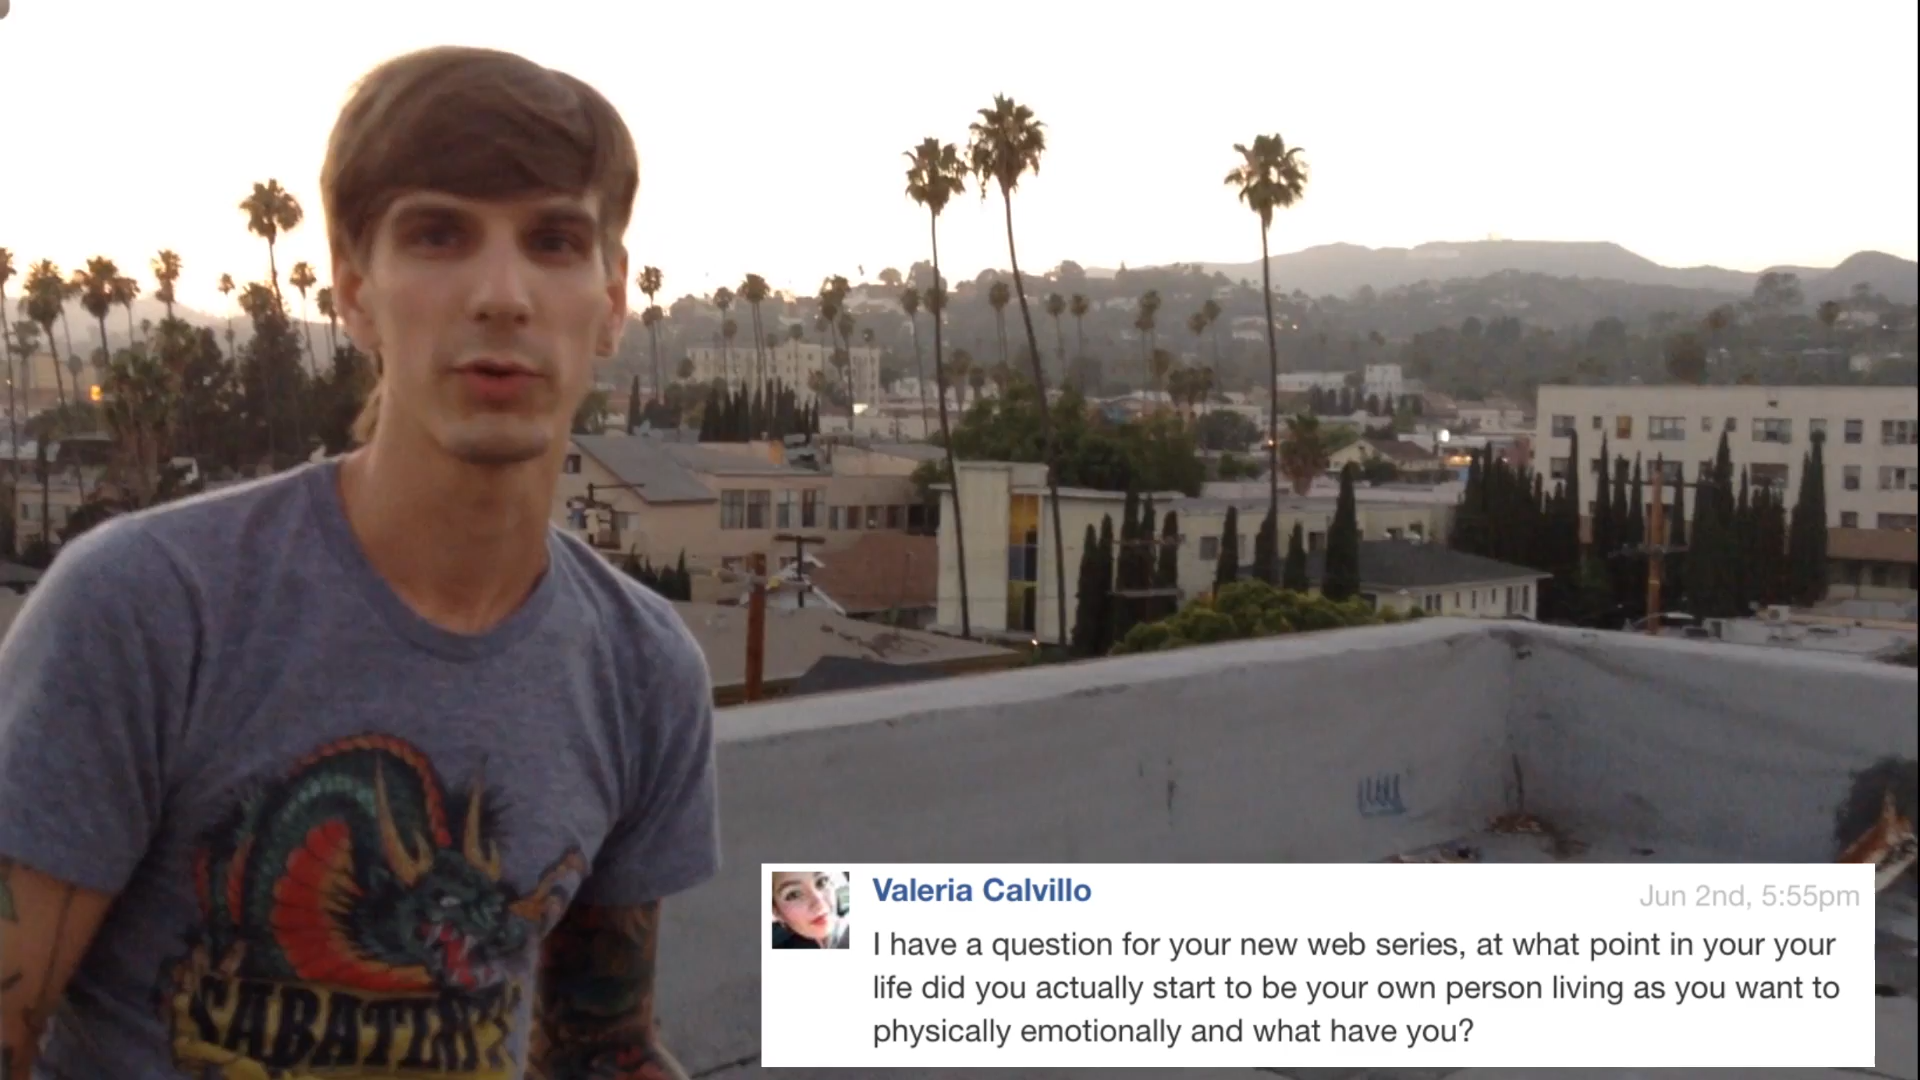 SABATINI'S
Valeria Calvillo
Jun 2nd, 5:55pm
I have a question for your new web series, at what point in your your
life did you actually start to be your own person living as you want to
physically emotionally and what have you?